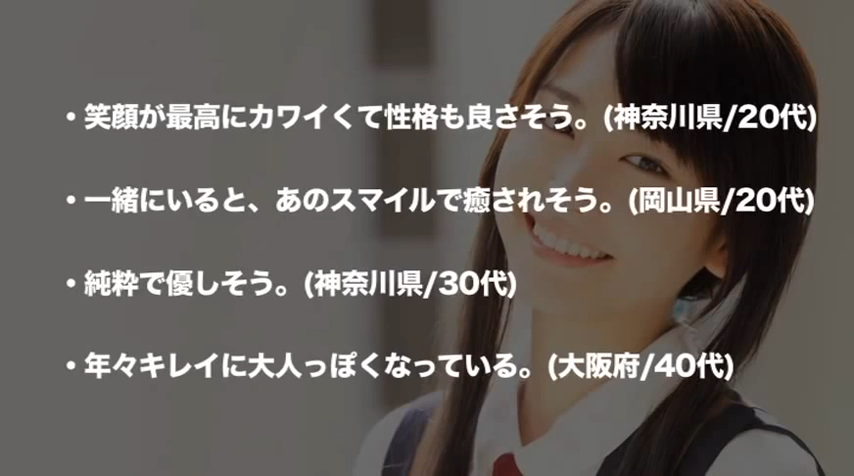 ・笑顔が最高にカワイくて性格も良さそう。(神奈川県/20代)
・一緒にいると、あのスマイルで癒されそう。(岡山県/20代)
・純粋で優しそう。(神奈川県/30代)
・年々キレイに大人っぽくなっている。(大阪府/40代)